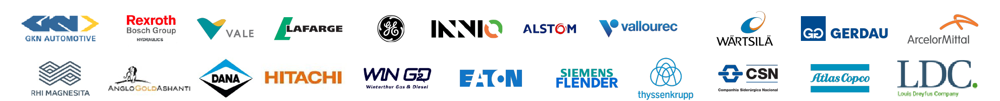 GKN
GKN AUTOMOTIVE
Rexroth
Bosch Group
HYDRAULICS
VALE
LAFARGE
GE
INNIO
ALSTOM
vallourec
WÄRTSILÄ
GG
GERDAU
ArcelorMittal
RHI MAGNESITA
ANGLOGOLDASHANTI
DANA
HITACHI
WIN G&D
Winterthur Gas & Diesel
EATON
SIEMENS
FLENDER
thyssenkrupp
CSN
Companhia Siderúrgica Nacional
Atlas Copco
LDC.
Louis Dreyfus Company